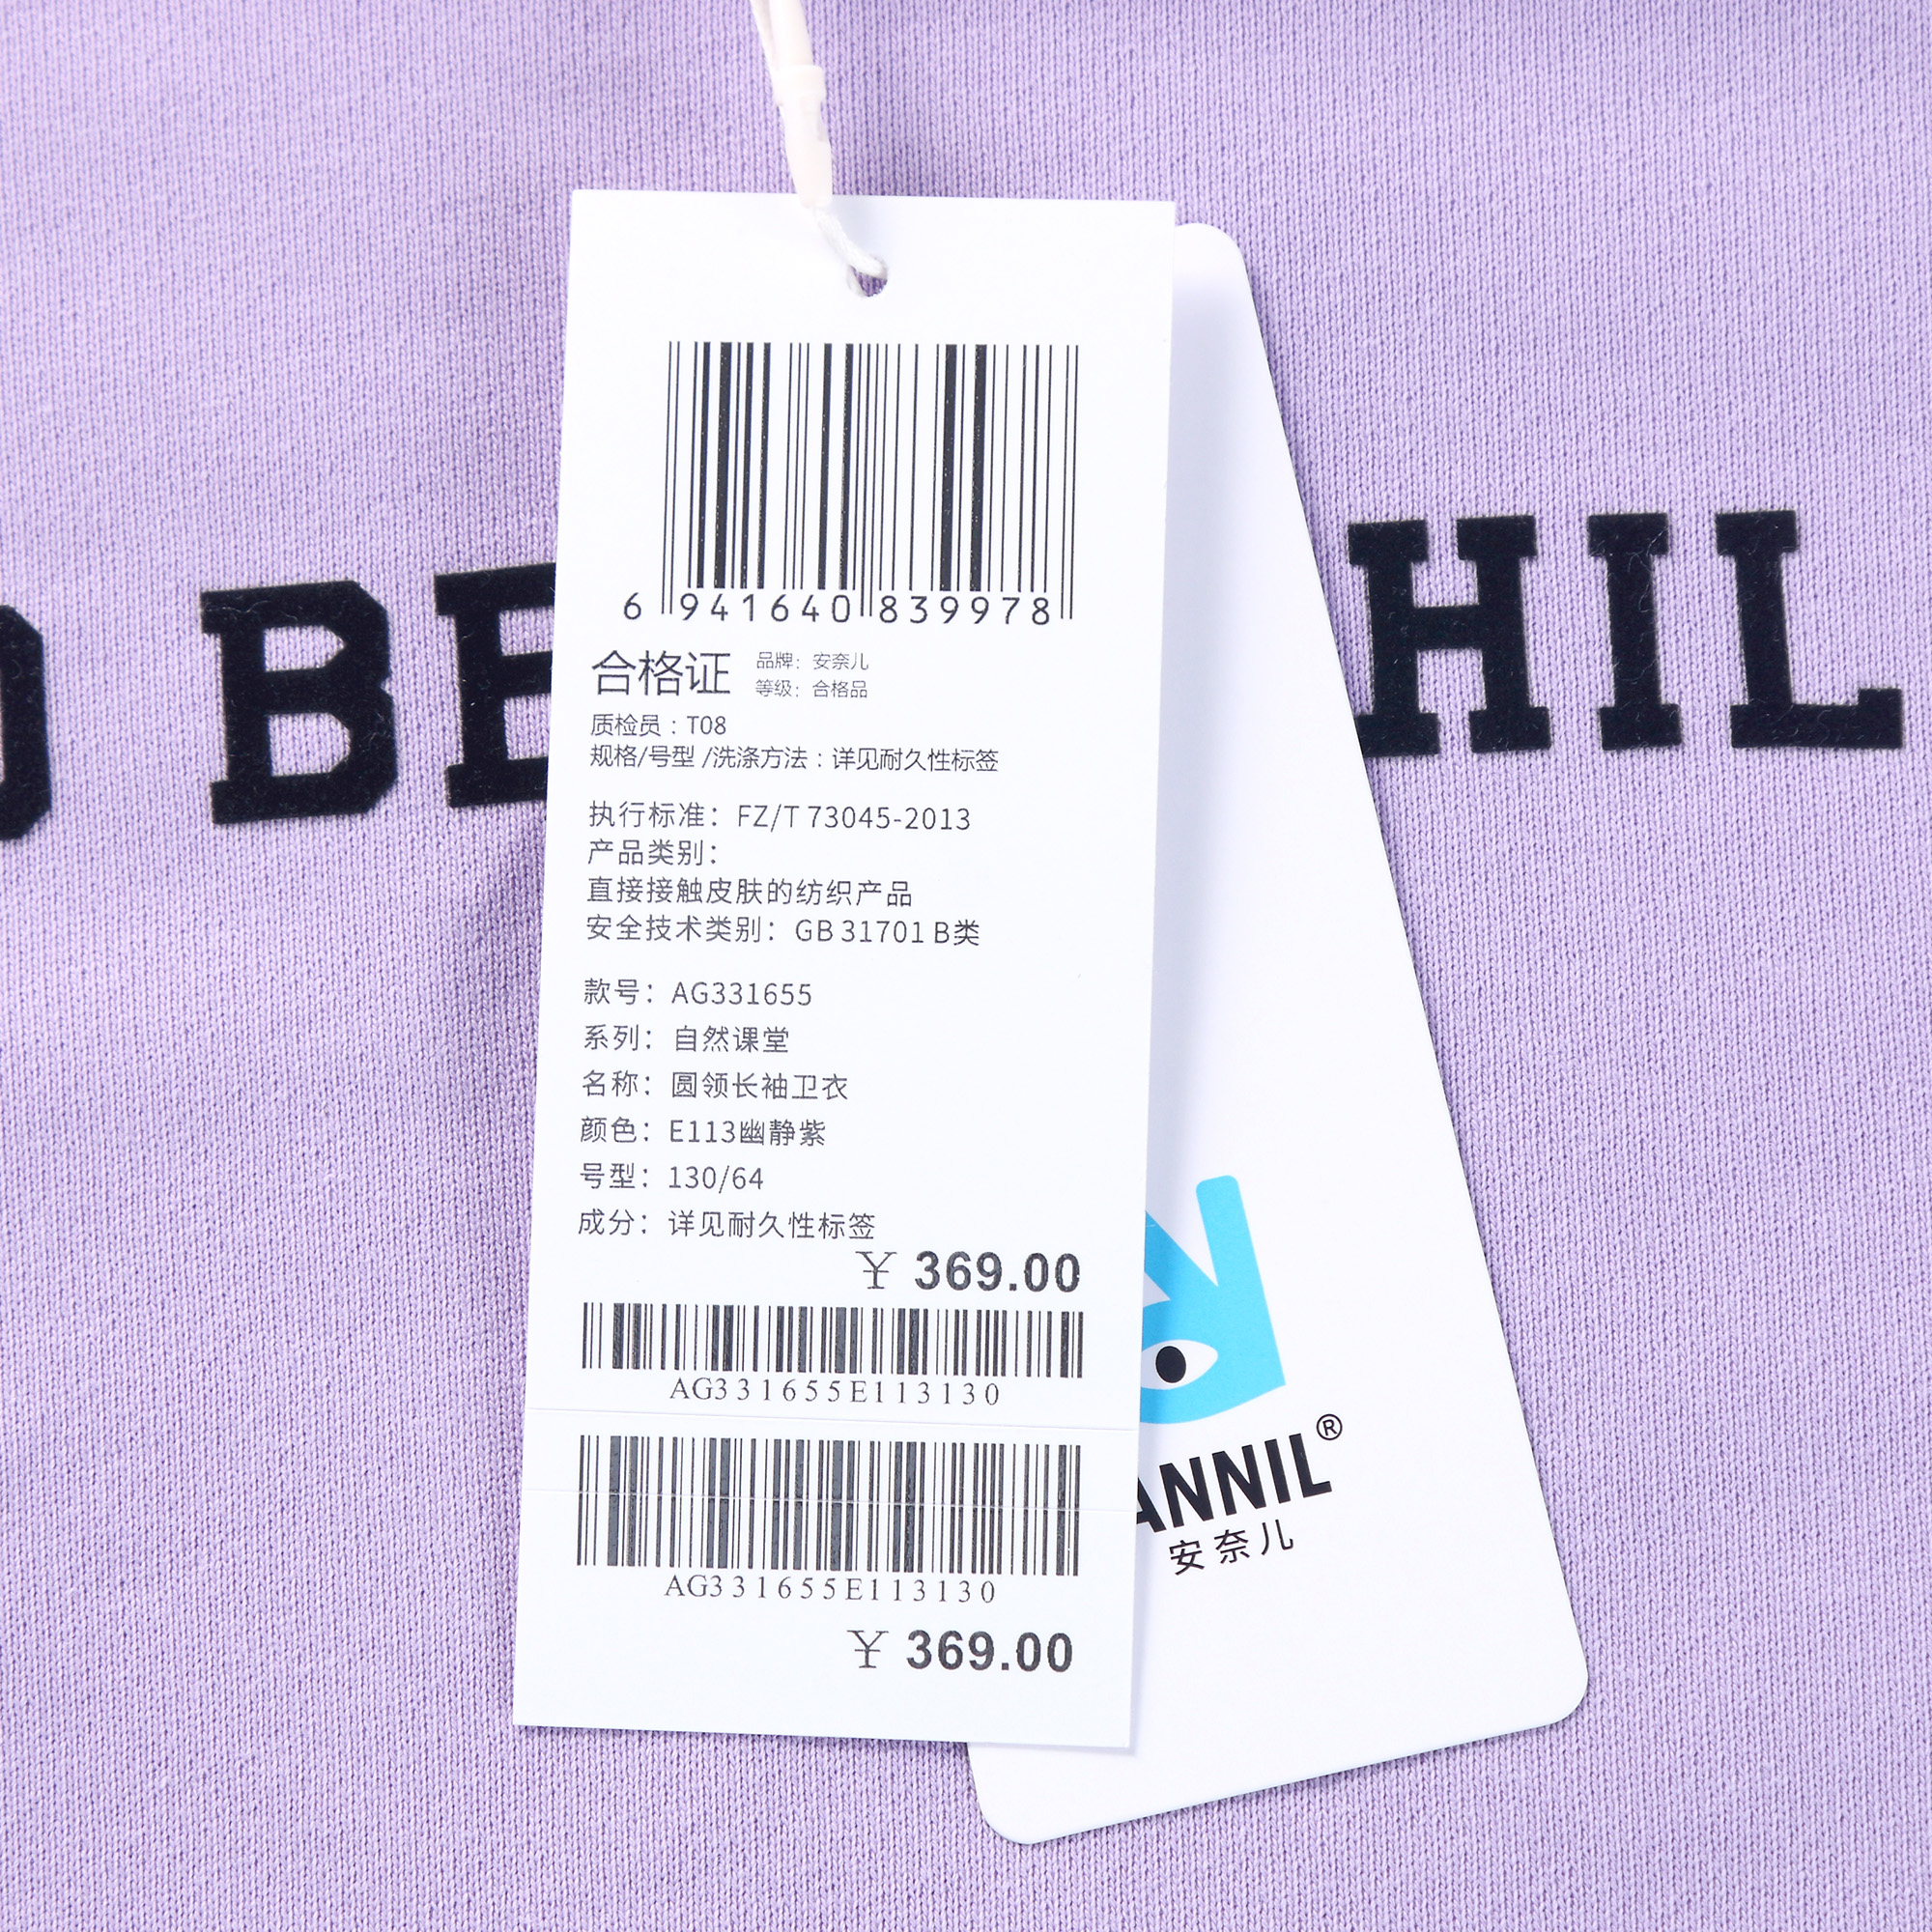 6 941640 839978
合格证
品牌：安奈儿
等级：合格品
质检员：T08
规格/号型 /洗涤方法：详见耐久性标签
执行标准：FZ/T 73045-2013
产品类别：
直接接触皮肤的纺织产品
安全技术类别：GB 31701 B类
款号：AG331655
系列：自然课堂
名称：圆领长袖卫衣
颜色：E113幽静紫
号型：130/64
成分：详见耐久性标签
¥ 369.00
AG331655E113130
AG331655E113130
¥ 369.00
ANNIL®
安奈儿
BE HIL